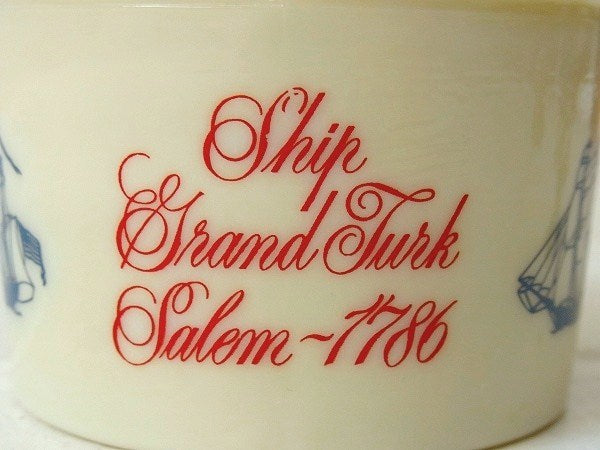 Ship
Grand Turk
Salem ~ 1786